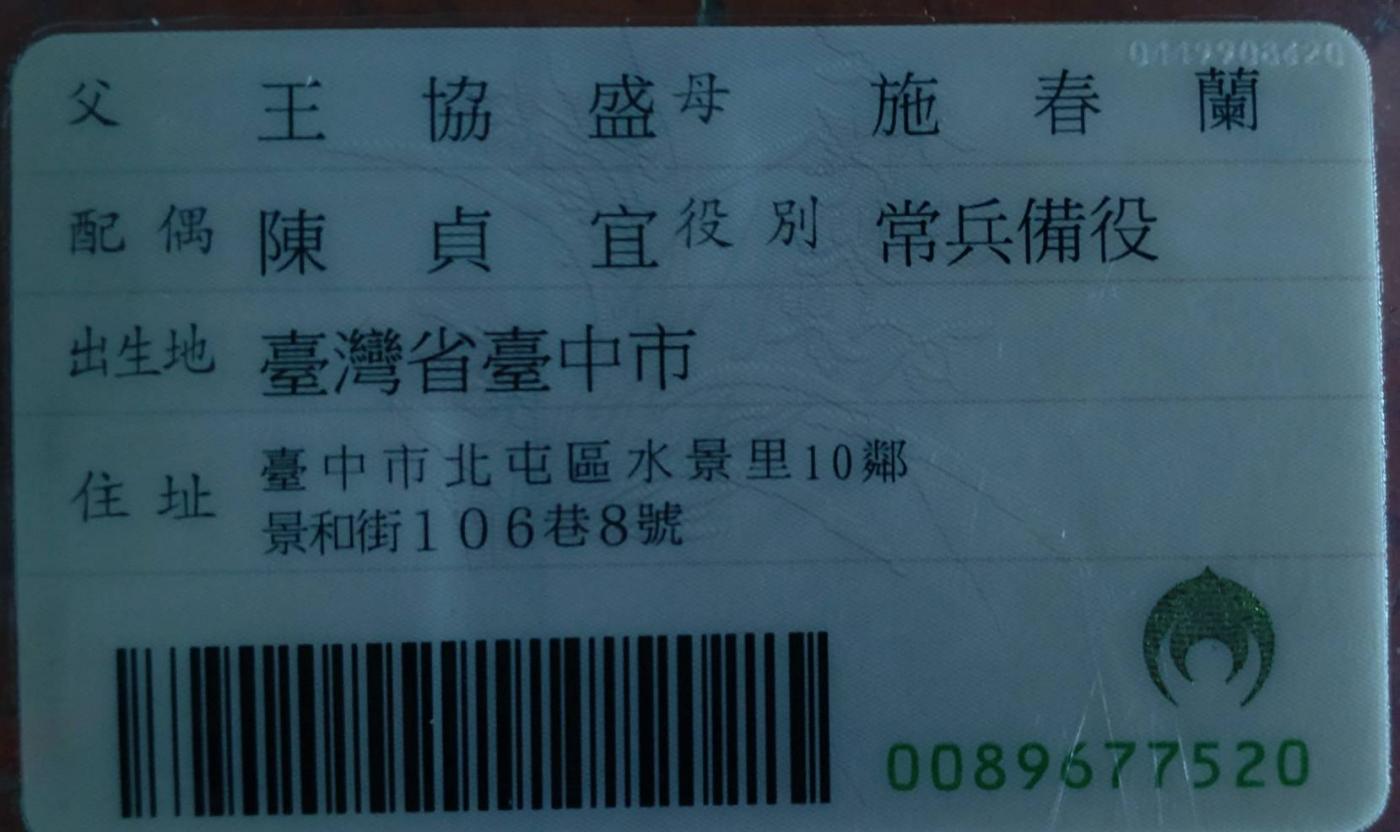 0449908420
父 王協盛 母 施春蘭
配偶 陳貞宜 役別 常兵備役
出生地 臺灣省臺中市
住址 臺中市北屯區水景里10鄰
景和街106巷8號
0089677520